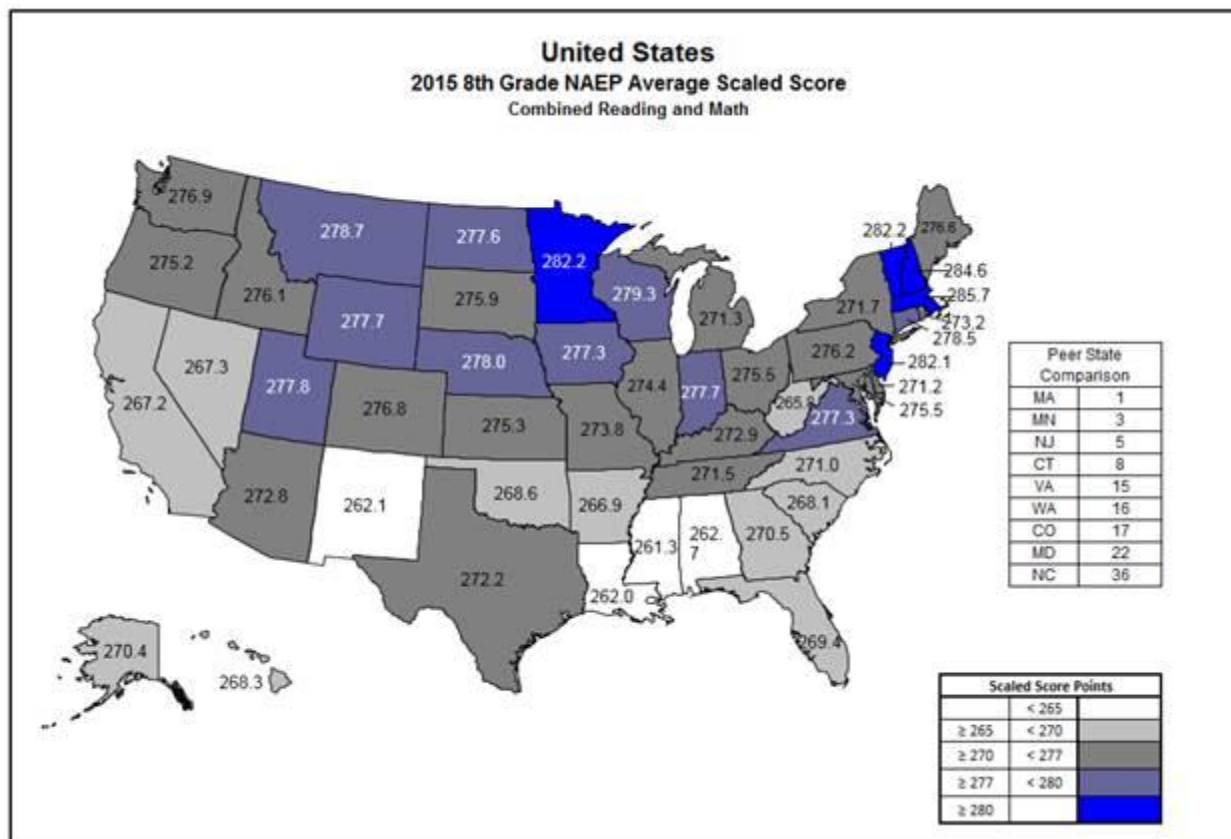 United States
2015 8th Grade NAEP Average Scaled Score
Combined Reading and Math
276.9
275.2
276.1
278.7
277.6
282.2
275.9
279.3
277.7
278.0
277.3
267.2
267.3
277.8
276.8
275.3
273.8
274.4
277.7
275.5
271.3
276.2
271.7
276.6
282.2
284.6
285.7
273.2
278.5
282.1
271.2
275.5
265.8
277.3
272.9
271.5
271.0
268.1
270.5
269.4
262.
7
261.3
262.0
266.9
268.6
272.2
262.1
272.8
270.4
268.3
Peer State
Comparison
MA 1
MN 3
NJ 5
CT 8
VA 15
WA 16
CO 17
MD 22
NC 36
Scaled Score Points
< 265
≥ 265 < 270
≥ 270 < 277
≥ 277 < 280
≥ 280